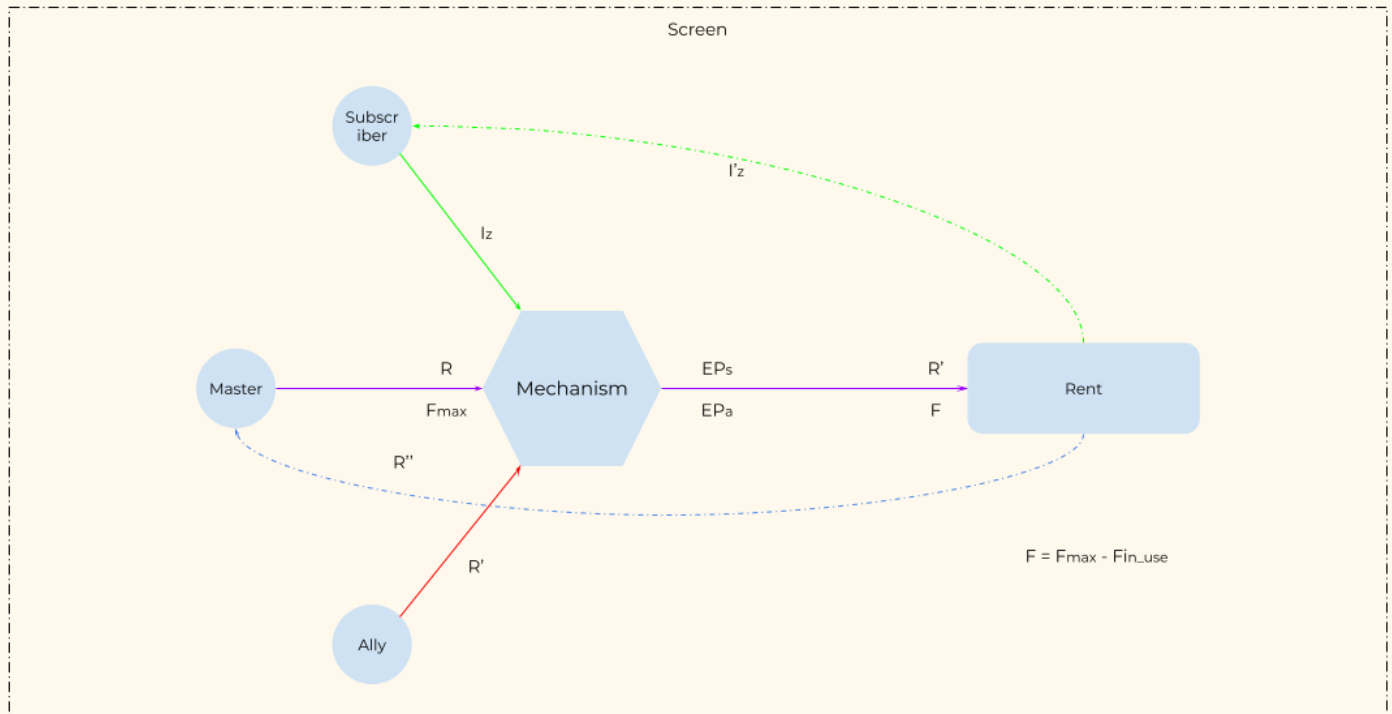 Screen
Subscr
iber
I'z
Iz
R
EPs
R’
Master
Mechanism
Rent
Fmax
EPa
F
R’’
F = Fmax - Fin_use
R’
Ally